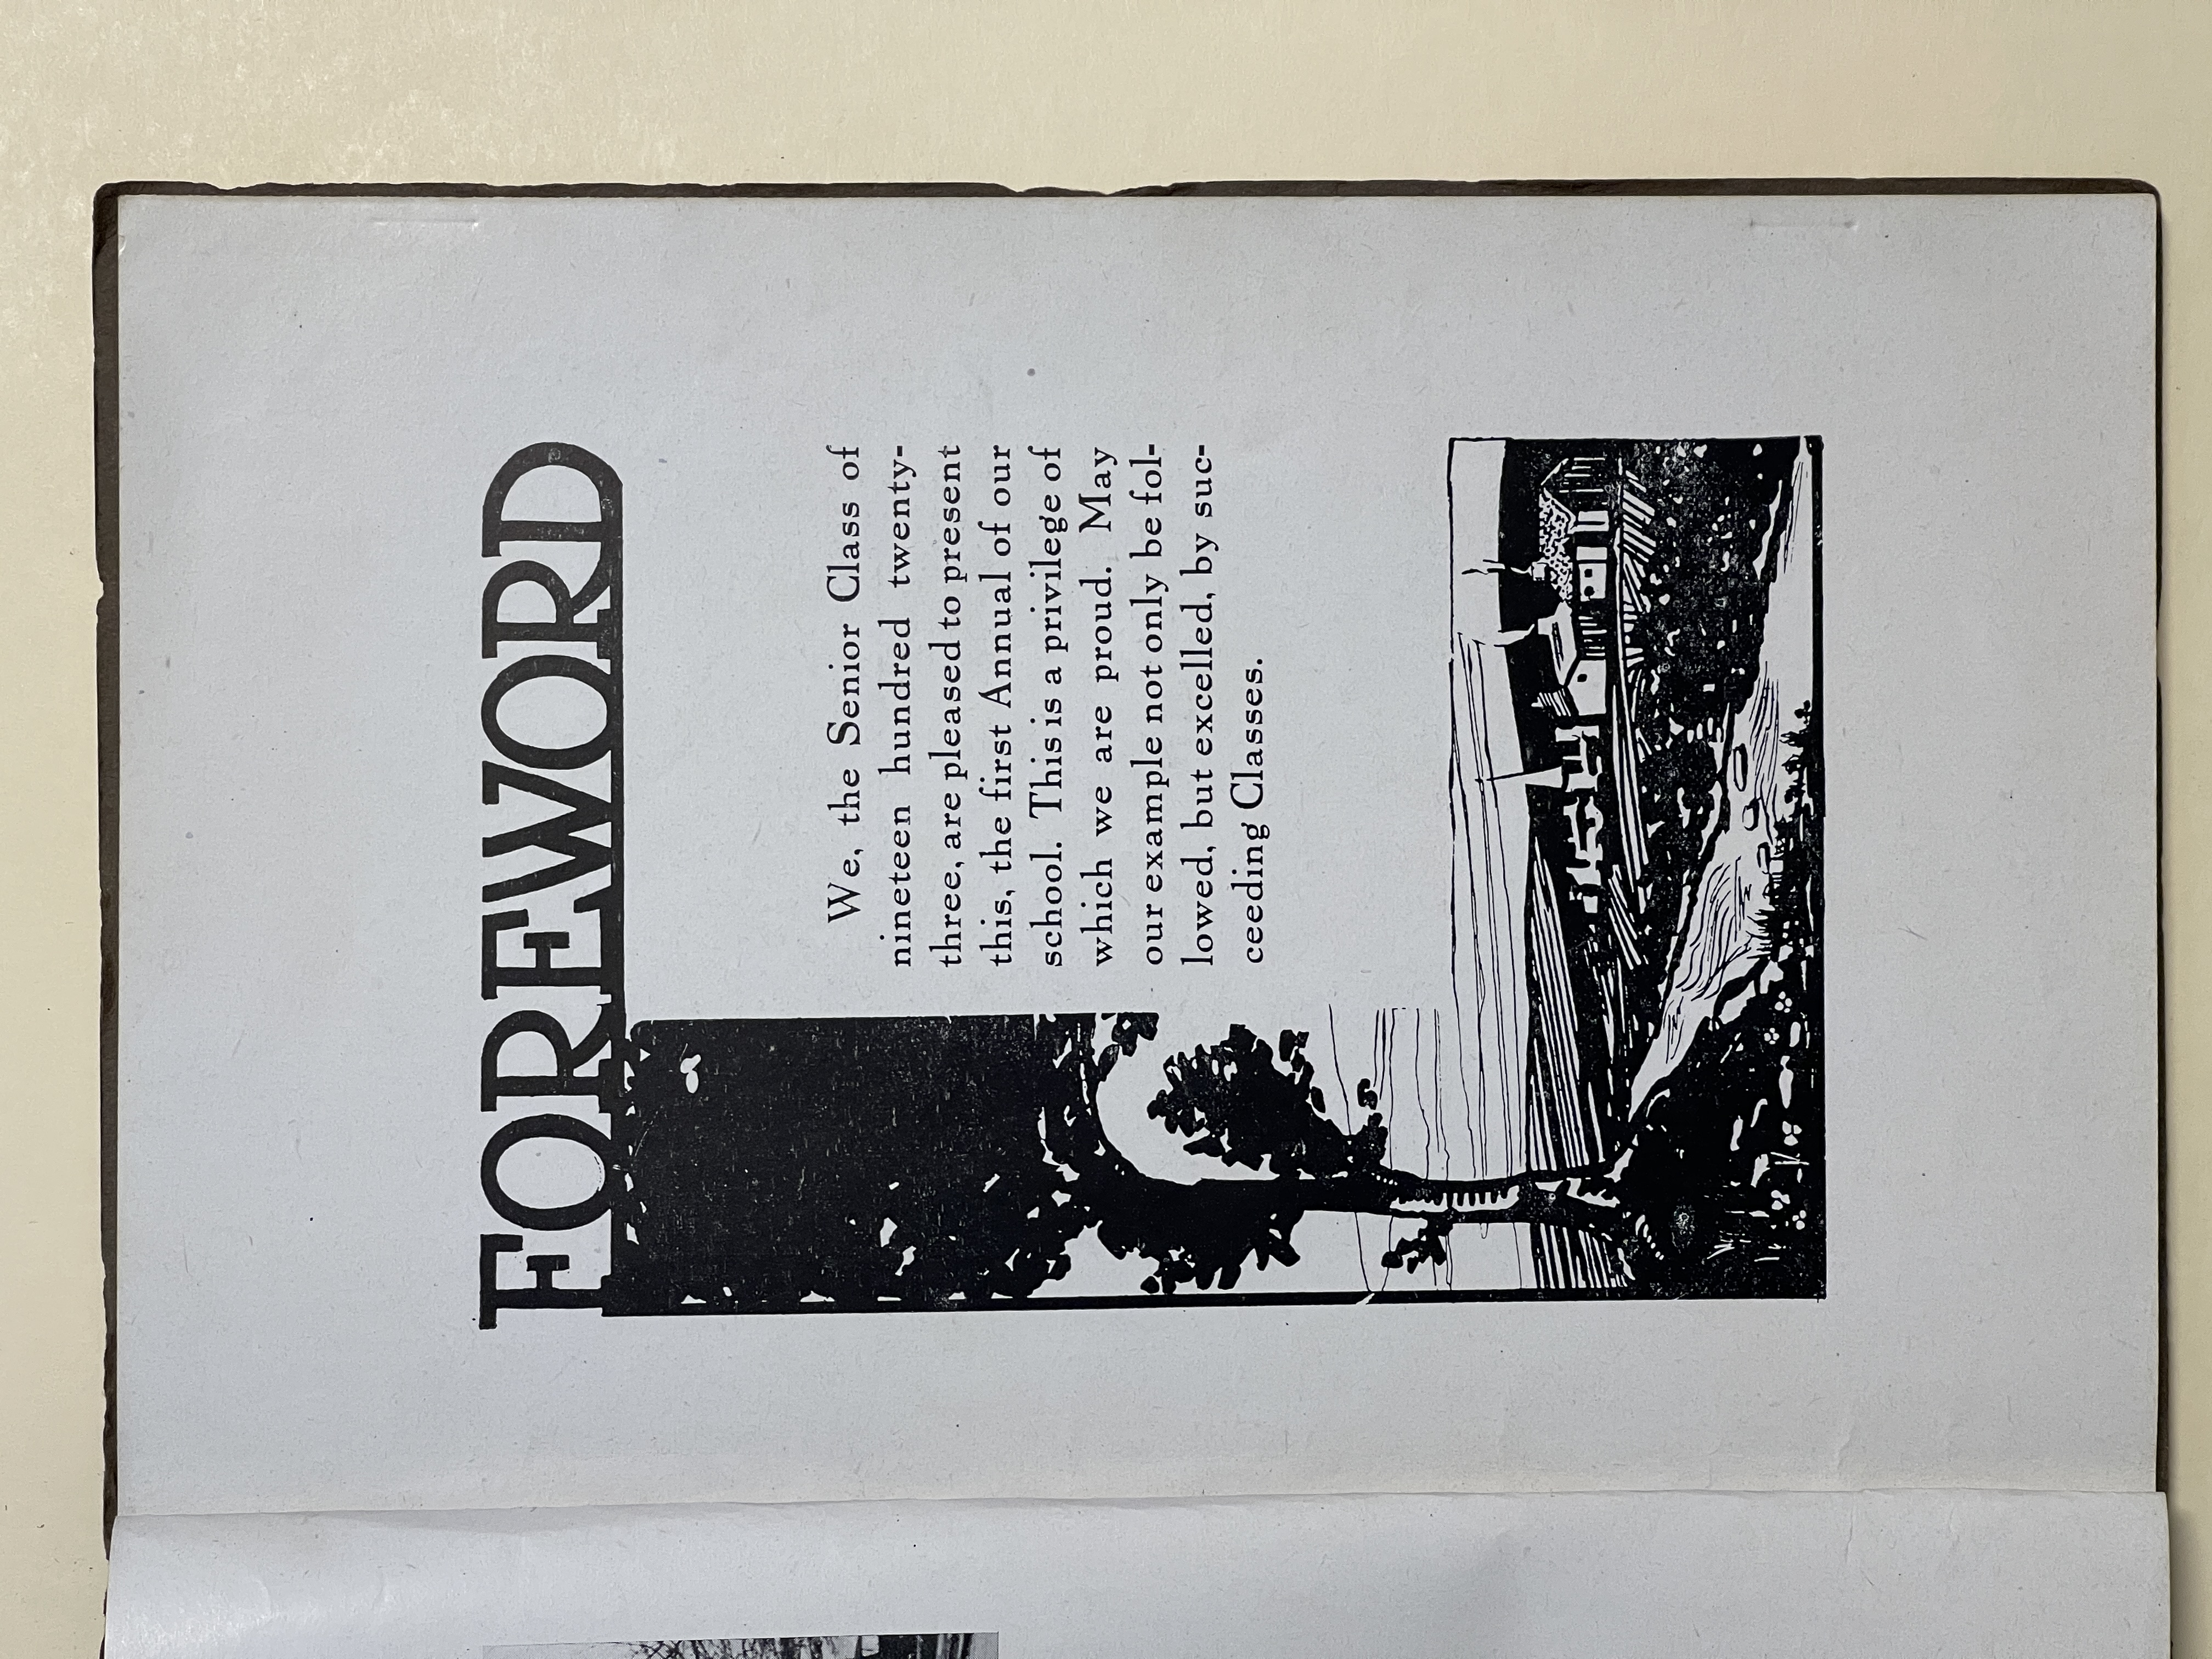 FOREWORD
We, the Senior Class of
nineteen hundred twenty-
three, are pleased to present
this, the first Annual of our
school. This is a privilege of
which we are proud. May
our example not only be fol-
lowed, but excelled, by suc-
ceeding Classes.